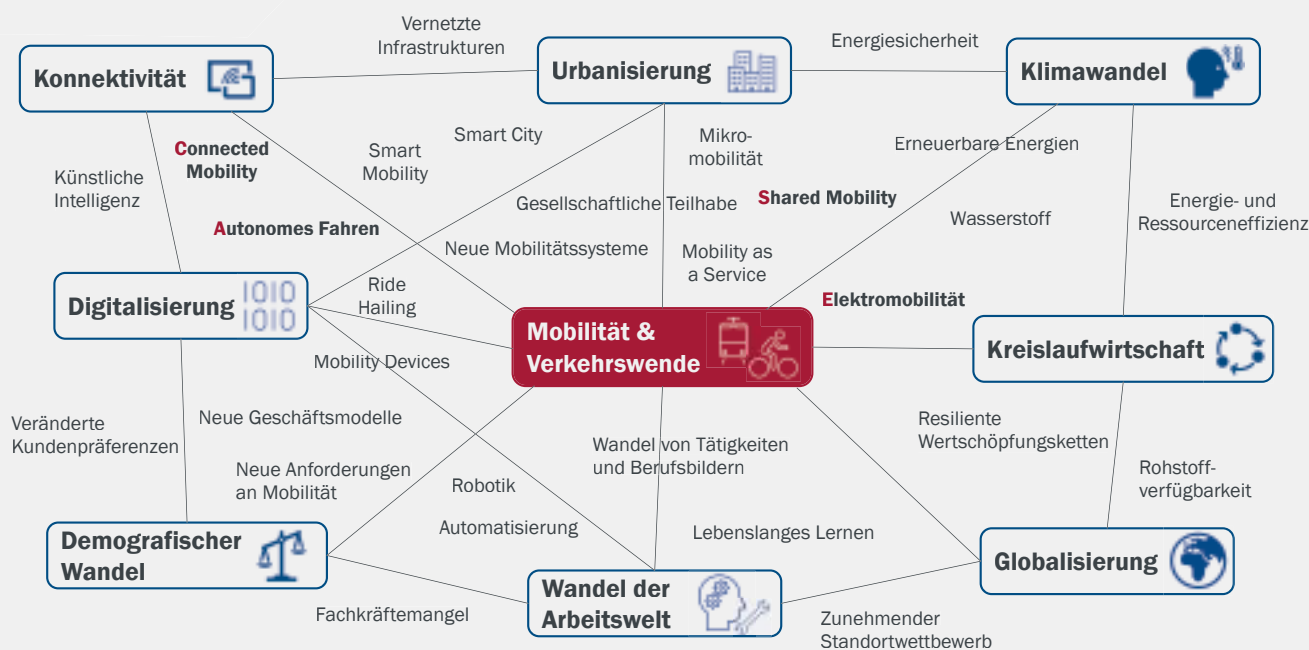 Vernetzte
Infrastrukturen
Energiesicherheit
Konnektivität
Urbanisierung
Klimawandel
Smart City
Mikro-
mobilität
Erneuerbare Energien
Connected
Mobility
Smart
Mobility
Künstliche
Intelligenz
Gesellschaftliche Teilhabe
Shared Mobility
Energie- und
Ressourceneffizienz
Wasserstoff
Autonomes Fahren
Neue Mobilitätssysteme
Mobility as
a Service
Digitalisierung
1010
1010
Ride
Hailing
Elektromobilität
Mobilität &
Verkehrswende
Kreislaufwirtschaft
Mobility Devices
Veränderte
Kundenpräferenzen
Neue Geschäftsmodelle
Resiliente
Wertschöpfungsketten
Wandel von Tätigkeiten
und Berufsbildern
Neue Anforderungen
an Mobilität
Robotik
Rohstoff-
verfügbarkeit
Automatisierung
Lebenslanges Lernen
Demografischer
Wandel
Globalisierung
Wandel der
Arbeitswelt
Fachkräftemangel
Zunehmender
Standortwettbewerb